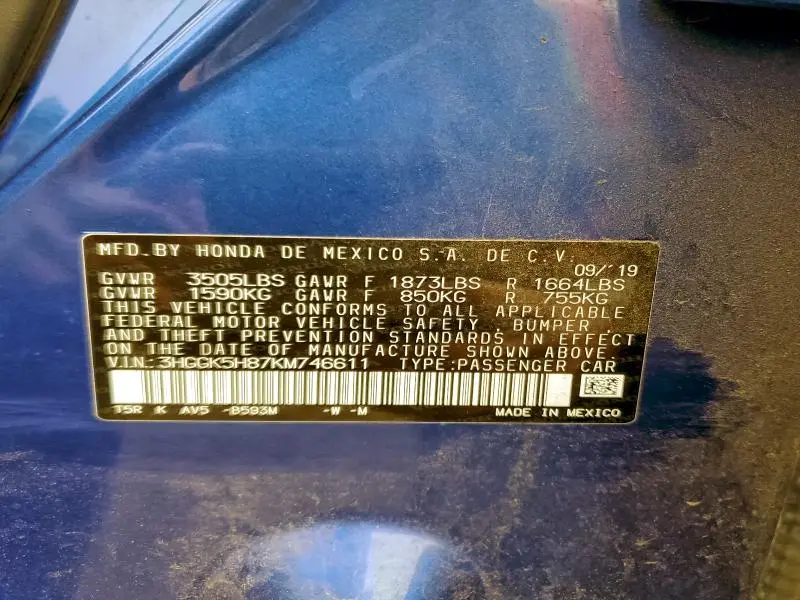 MFD.BY HONDA DE MEXICO S.A. DE C.V.
09/ 19
GVWR 3505LBS GAWR F 1873LBS R 1664LBS
GVWR 1590KG GAWR F 850KG R 755KG
THIS VEHICLE CONFORMS TO ALL APPLICABLE
FEDERAL MOTOR VEHICLE SAFETY, BUMPER,
AND THEFT PREVENTION STANDARDS IN EFFECT
ON THE DATE OF MANUFACTURE SHOWN ABOVE.
VIN:3HGGK5H87KM746611 TYPE:PASSENGER CAR
T5R K AV5 -B593M -W -M MADE IN MEXICO